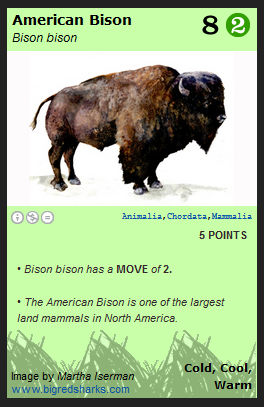 American Bison 8 2
Bison bison
Animalia,Chordata,Mammalia
5 POINTS
• Bison bison has a MOVE of 2.
• The American Bison is one of the largest
land mammals in North America.
Cold, Cool,
Warm
Image by Martha Iserman
www.bigredsharks.com